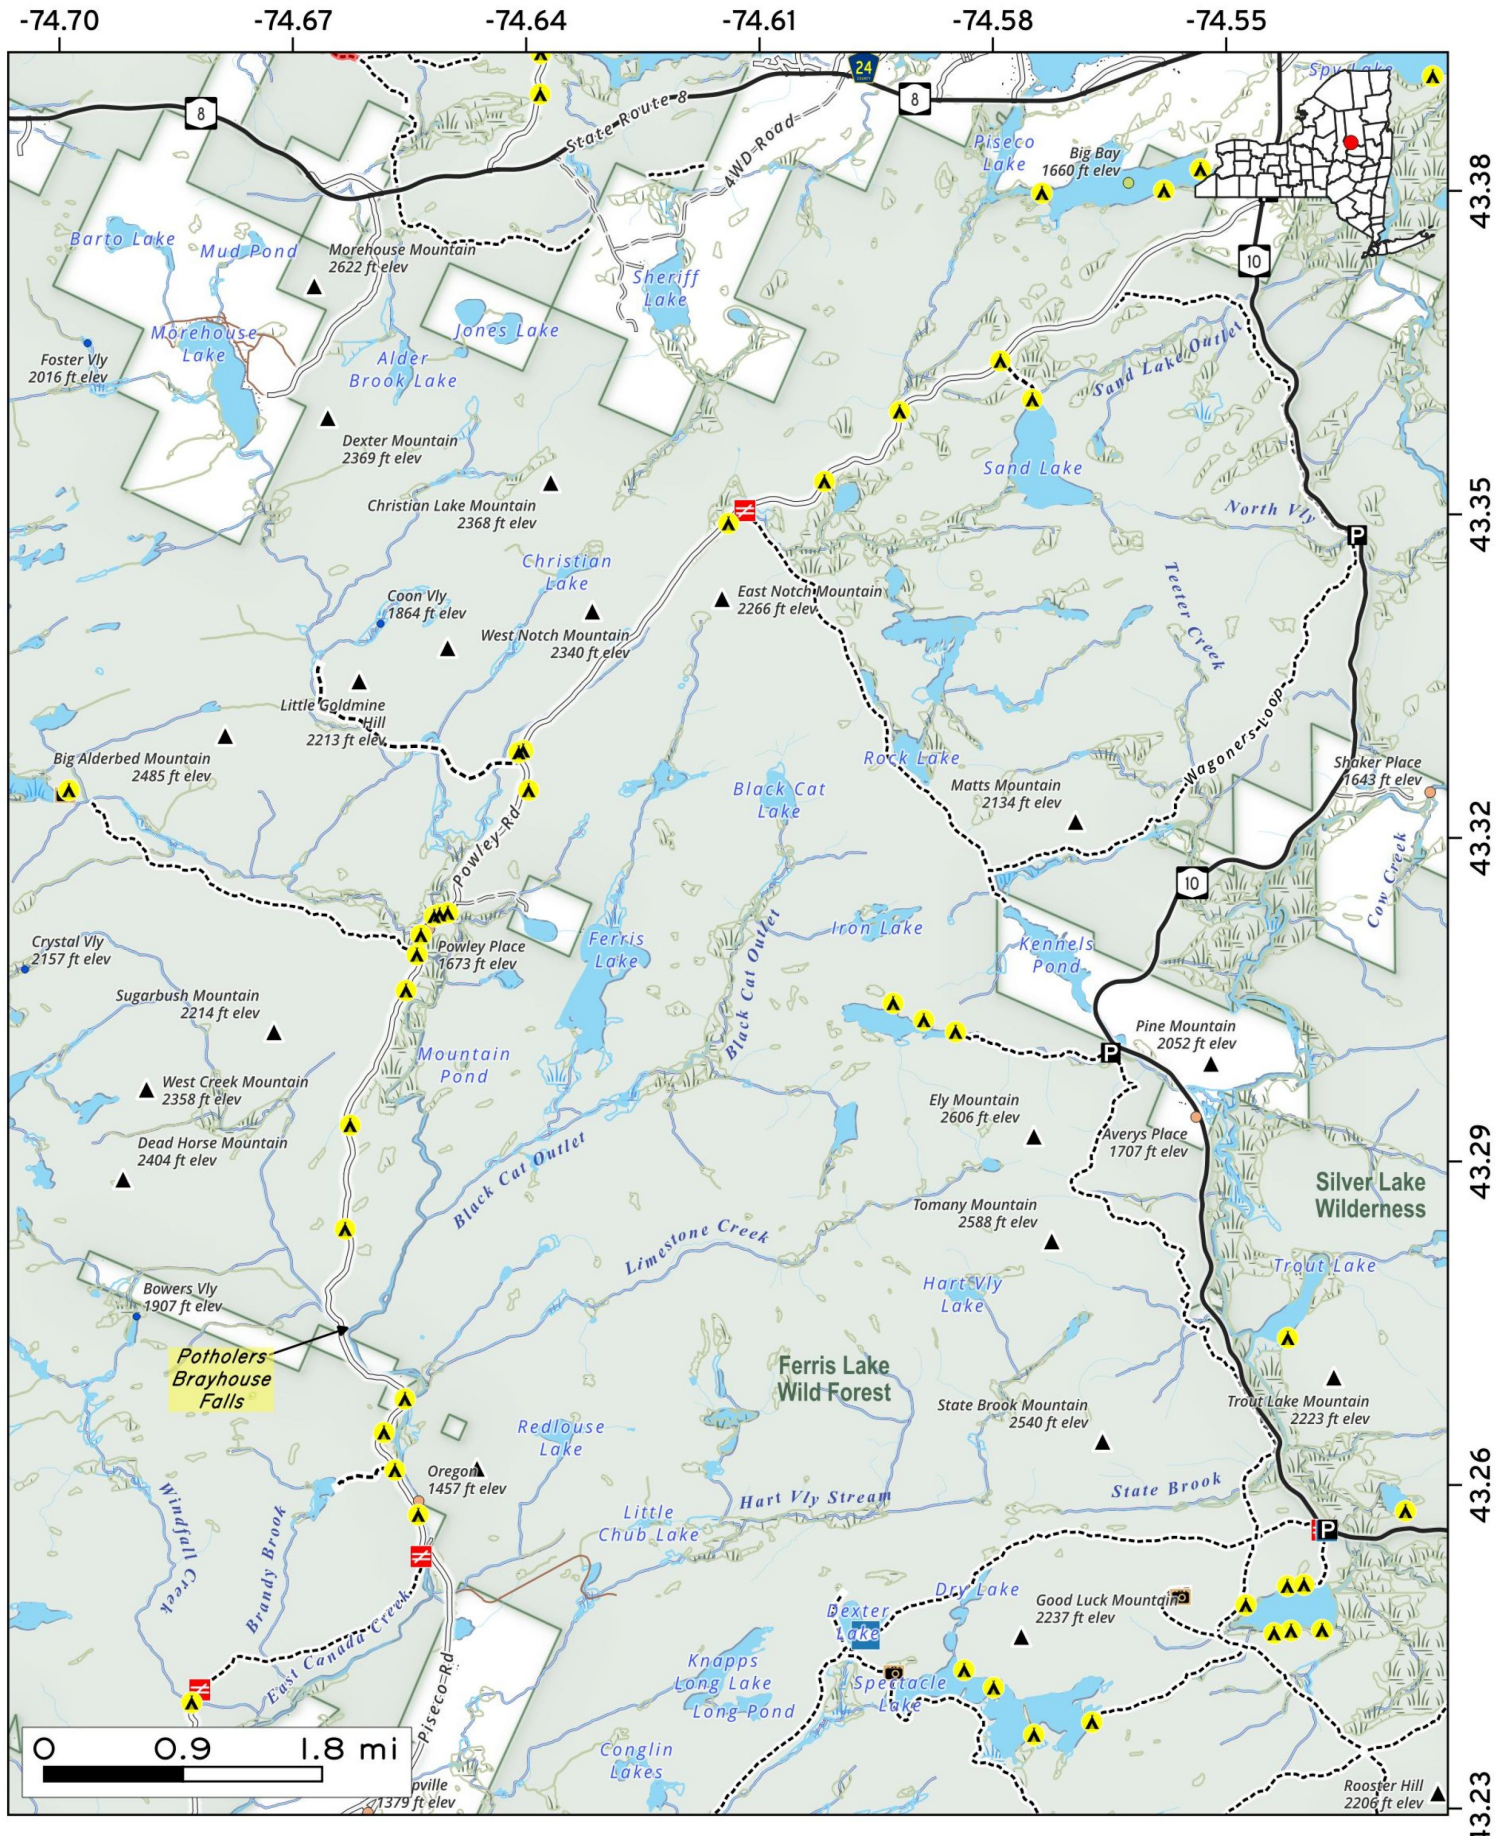 -74.70
-74.67
-74.64
-74.61
-74.58
-74.55
24
COUNTY
8
8
State Route 8
4WD Road
Piseco
Lake
Big Bay
1660 ft elev
Spy Lake
43.38
Barto Lake
Mud Pond
Morehouse Mountain
2622 ft elev
Sheriff
Lake
10
Morehouse
Lake
Jones Lake
Foster Vly
2016 ft elev
Alder
Brook Lake
Sand Lake Outlet
Dexter Mountain
2369 ft elev
Sand Lake
Christian Lake Mountain
2368 ft elev
North Vly
P
43.35
Christian
Lake
Coon Vly
1864 ft elev
East Notch Mountain
2266 ft elev
Teeter Creek
West Notch Mountain
2340 ft elev
Little Goldmine
Hill
2213 ft elev
Wagoners Loop
Big Alderbed Mountain
2485 ft elev
Rock Lake
Black Cat
Lake
Matts Mountain
2134 ft elev
Shaker Place
1643 ft elev
Powley Rd
43.32
10
Cow Creek
Crystal Vly
2157 ft elev
Powley Place
1673 ft elev
Ferris
Lake
Black Cat Outlet
Iron Lake
Kennels
Pond
Sugarbush Mountain
2214 ft elev
Mountain
Pond
Pine Mountain
2052 ft elev
P
West Creek Mountain
2358 ft elev
Ely Mountain
2606 ft elev
Dead Horse Mountain
2404 ft elev
Averys Place
1707 ft elev
43.29
Black Cat Outlet
Silver Lake
Wilderness
Tomany Mountain
2588 ft elev
Limestone Creek
Trout Lake
Bowers Vly
1907 ft elev
Hart Vly
Lake
Potholers
Brayhouse
Falls
Ferris Lake
Wild Forest
State Brook Mountain
2540 ft elev
Trout Lake Mountain
2223 ft elev
Redlouse
Lake
Oregon
1457 ft elev
State Brook
43.26
Windfall Creek
Brandy Brook
Little
Chub Lake
Hart Vly Stream
P
Dry Lake
Good Luck Mountain
2237 ft elev
Dexter
Lake
East Canada Creek
Knapps
Long Lake
Long Pond
Spectacle
Lake
Piseco Rd
0 0.9 1.8 mi
Conglin
Lakes
pville
1379 ft elev
Rooster Hill
2206 ft elev
43.23